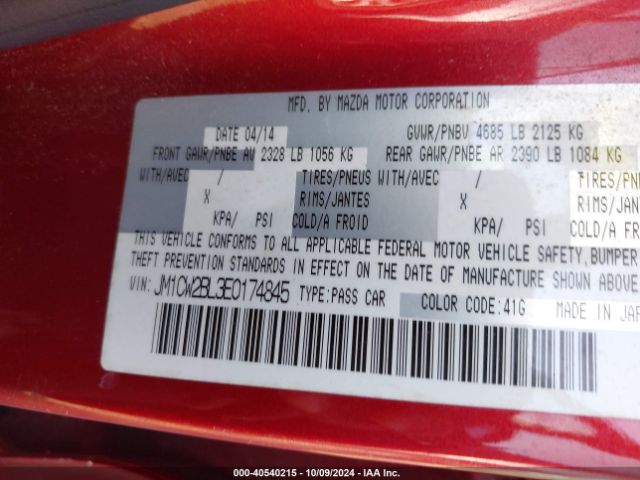 MFD. BY MAZDA MOTOR CORPORATION
DATE 04/14 GVWR/PNBV 4685 LB 2125 KG
FRONT GAWR/PNBE AV 2328 LB 1056 KG REAR GAWR/PNBE AR 2390 LB 1084 KG
WITH/AVEC / TIRES/PNEUS WITH/AVEC / TIRES/PNEU
X RIMS/JANTES X RIMS/JANTES
KPA/ PSI COLD/A FROID KPA/ PSI COLD/A FROI
THIS VEHICLE CONFORMS TO ALL APPLICABLE FEDERAL MOTOR VEHICLE SAFETY, BUMPER
THEFT PREVENTION STANDARDS IN EFFECT ON THE DATE OF MANUFACTURE SHOWN ABOVE
VIN: JM1CW2BL3E0174845 TYPE:PASS CAR COLOR CODE:41G MADE IN JAP
000-40540215 - 10/09/2024 - IAA Inc.